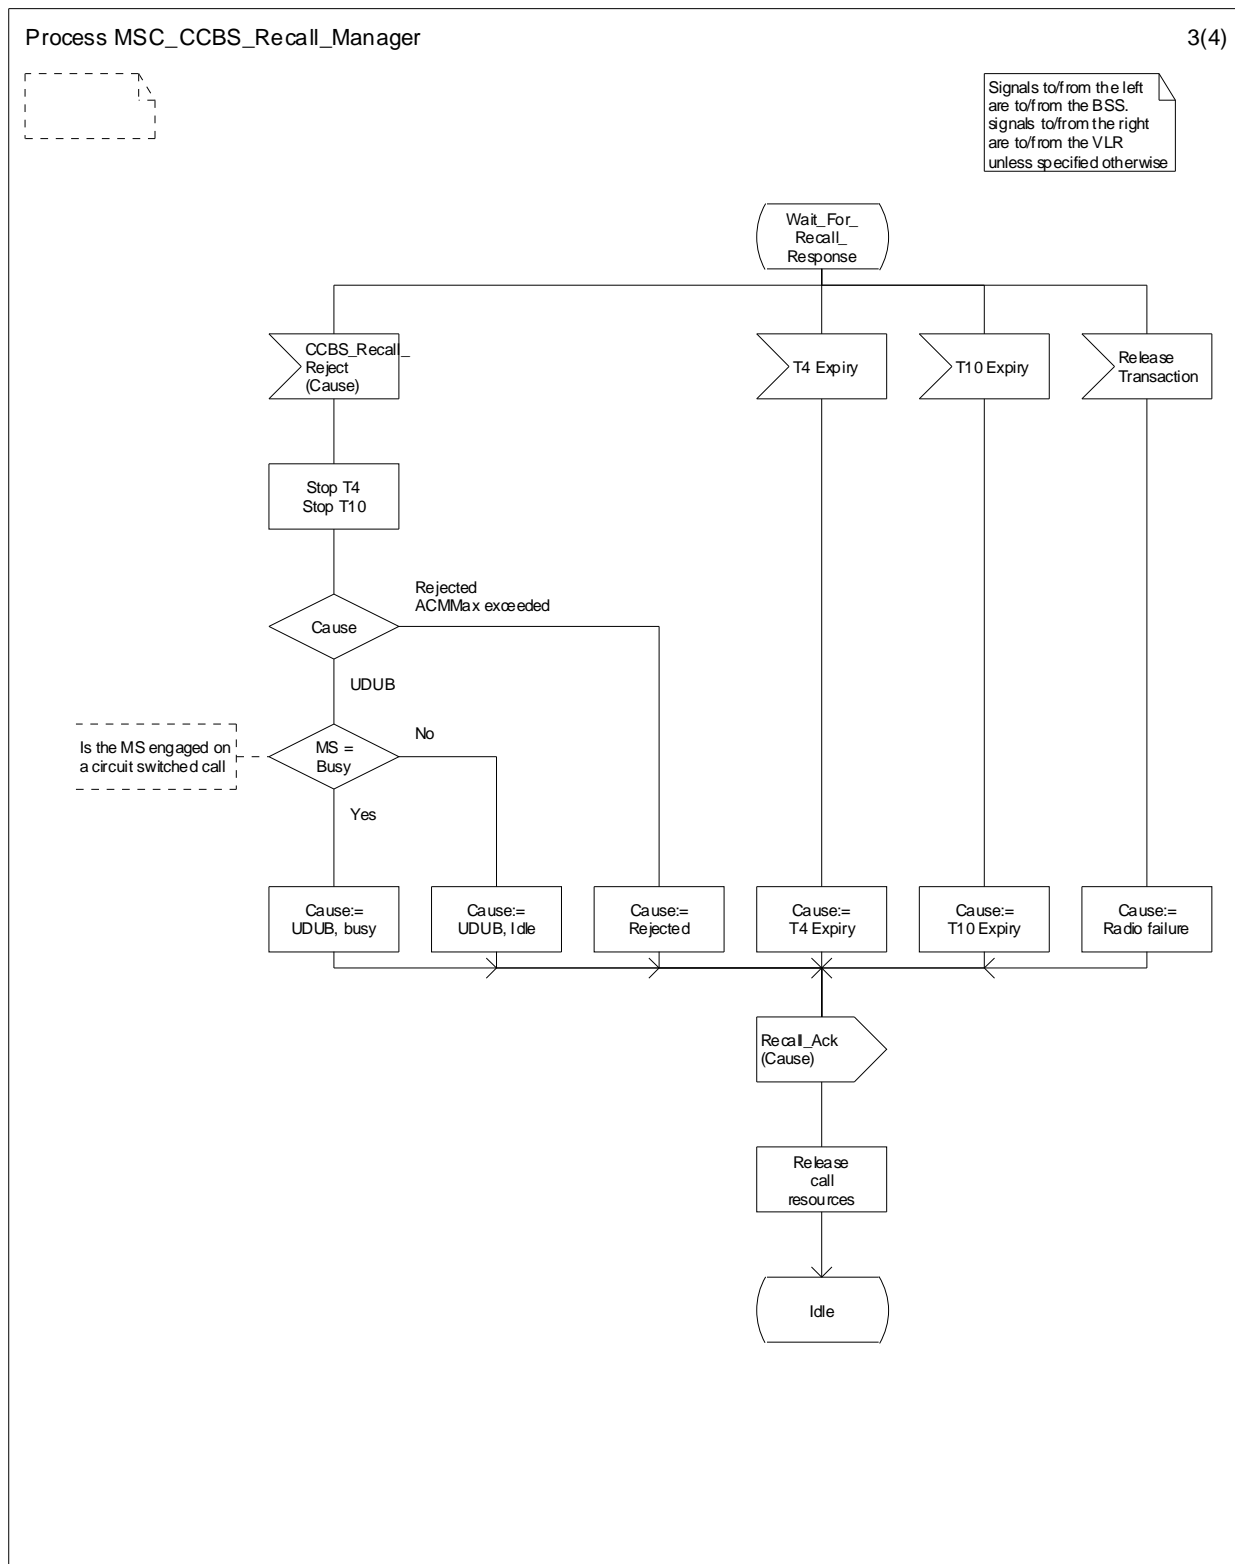 Process MSC_CCBS_Recall_Manager
3(4)
Signals to/from the left
are to/from the BSS.
signals to/from the right
are to/from the VLR
unless specified otherwise
Wait_For_
Recall_
Response
CCBS_Recall_
Reject
(Cause)
T4 Expiry
T10 Expiry
Release
Transaction
Stop T4
Stop T10
Rejected
ACMMax exceeded
Cause
UDUB
Is the MS engaged on
a circuit switched call
MS =
Busy
No
Yes
Cause:=
UDUB, busy
Cause:=
UDUB, Idle
Cause:=
Rejected
Cause:=
T4 Expiry
Cause:=
T10 Expiry
Cause:=
Radio failure
Recall_Ack
(Cause)
Release
call
resources
Idle